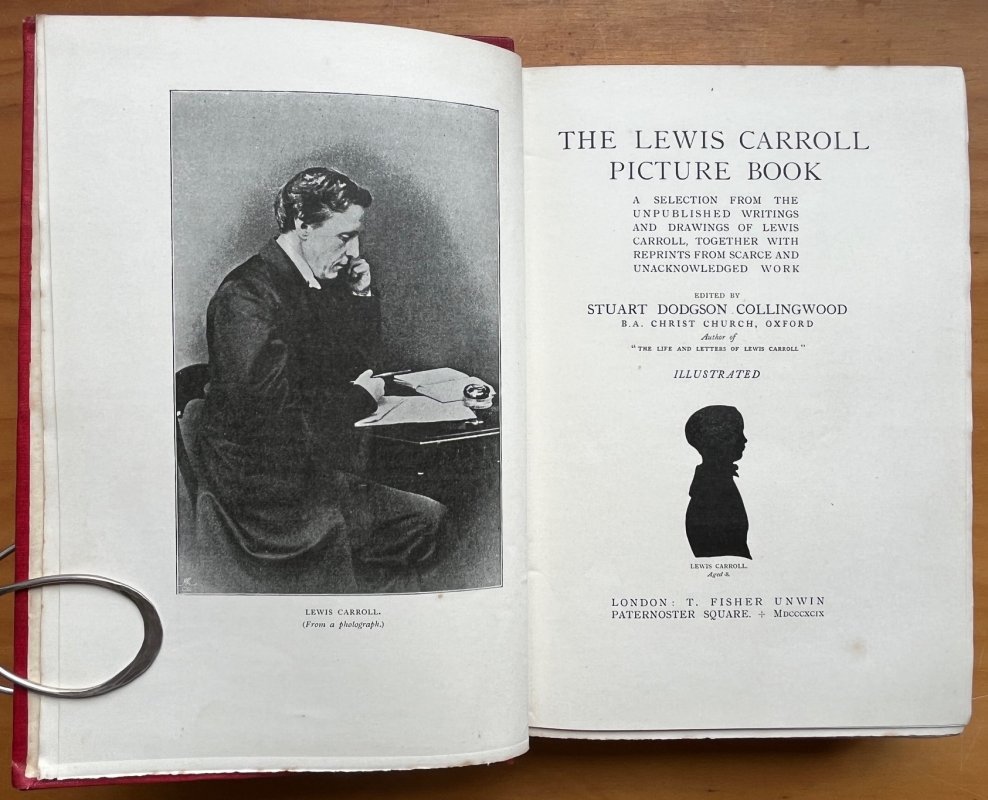 LEWIS CARROLL.
(From a photograph.)
THE LEWIS CARROLL
PICTURE BOOK
A SELECTION FROM THE
UNPUBLISHED WRITINGS
AND DRAWINGS OF LEWIS
CARROLL, TOGETHER WITH
REPRINTS FROM SCARCE AND
UNACKNOWLEDGED WORK
EDITED BY
STUART DODGSON COLLINGWOOD
B.A. CHRIST CHURCH, OXFORD
Author of
"THE LIFE AND LETTERS OF LEWIS CARROLL"
ILLUSTRATED
LEWIS CARROLL.
Aged 8.
LONDON: T. FISHER UNWIN
PATERNOSTER SQUARE. ÷ MDCCCXCIX